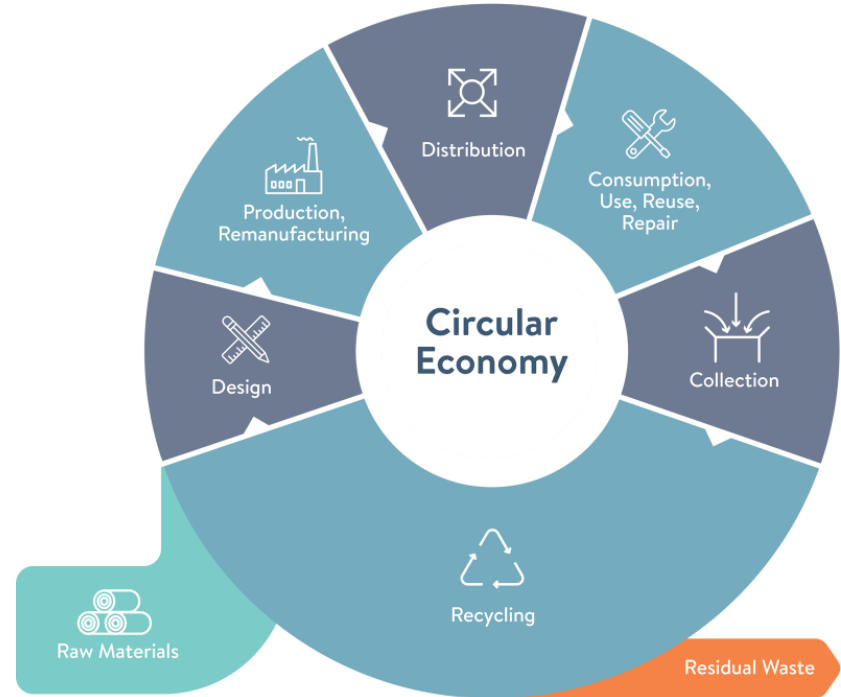 Distribution
Consumption,
Use, Reuse,
Repair
Production,
Remanufacturing
Circular
Economy
Design
Collection
Recycling
Raw Materials
Residual Waste